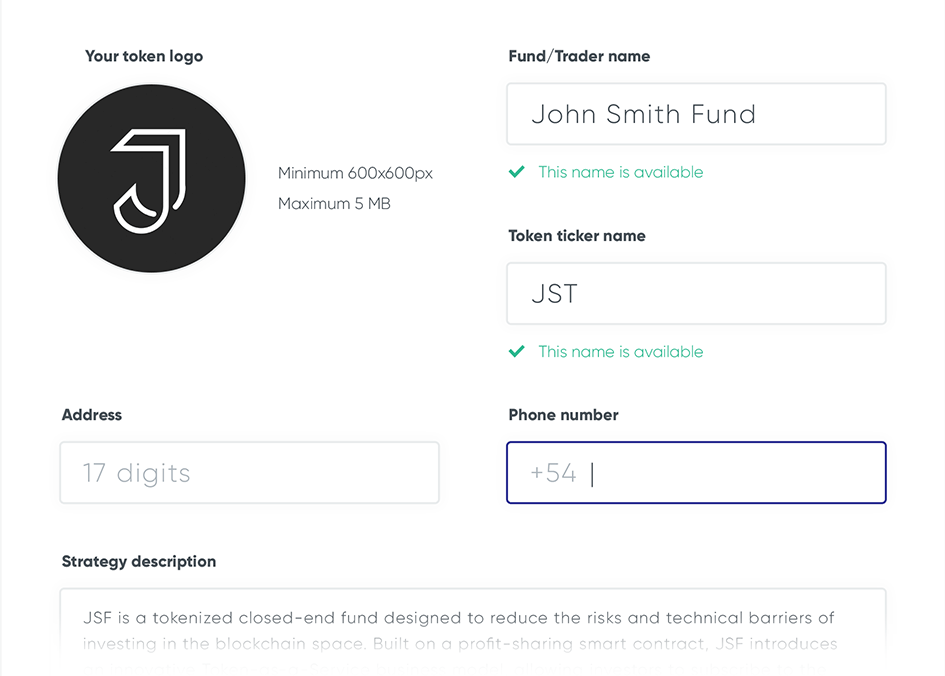 Your token logo
Minimum 600x600px
Maximum 5 MB
Fund/Trader name
John Smith Fund
This name is available
Token ticker name
JST
This name is available
Address
17 digits
Phone number
+54
Strategy description
JSF is a tokenized closed-end fund designed to reduce the risks and technical barriers of
investing in the blockchain space. Built on a profit-sharing smart contract, JSF introduces